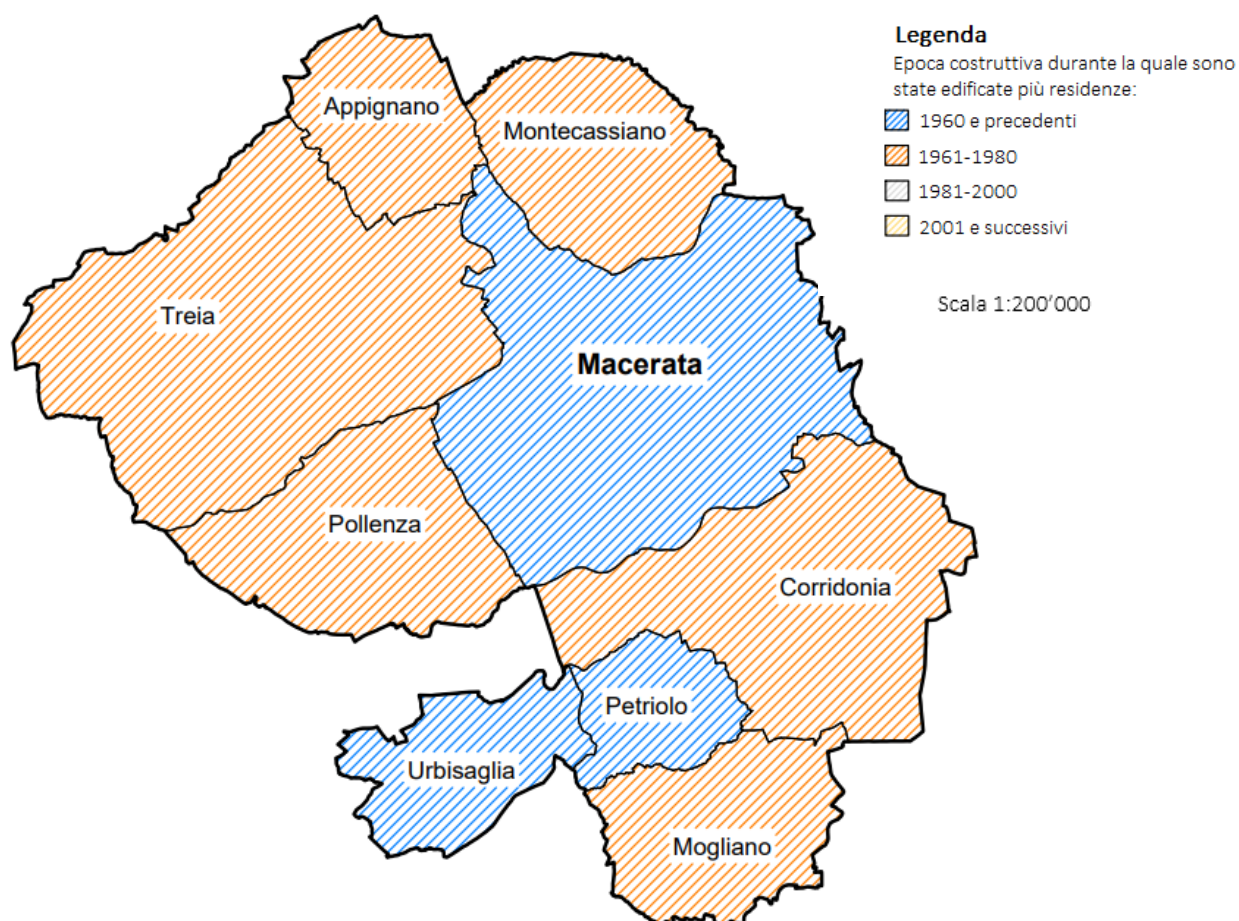 Legenda
Epoca costruttiva durante la quale sono
state edificate più residenze:
1960 e precedenti
1961-1980
1981-2000
2001 e successivi
Scala 1:200'000
Appignano
Montecassiano
Treia
Macerata
Pollenza
Corridonia
Petriolo
Urbisaglia
Mogliano